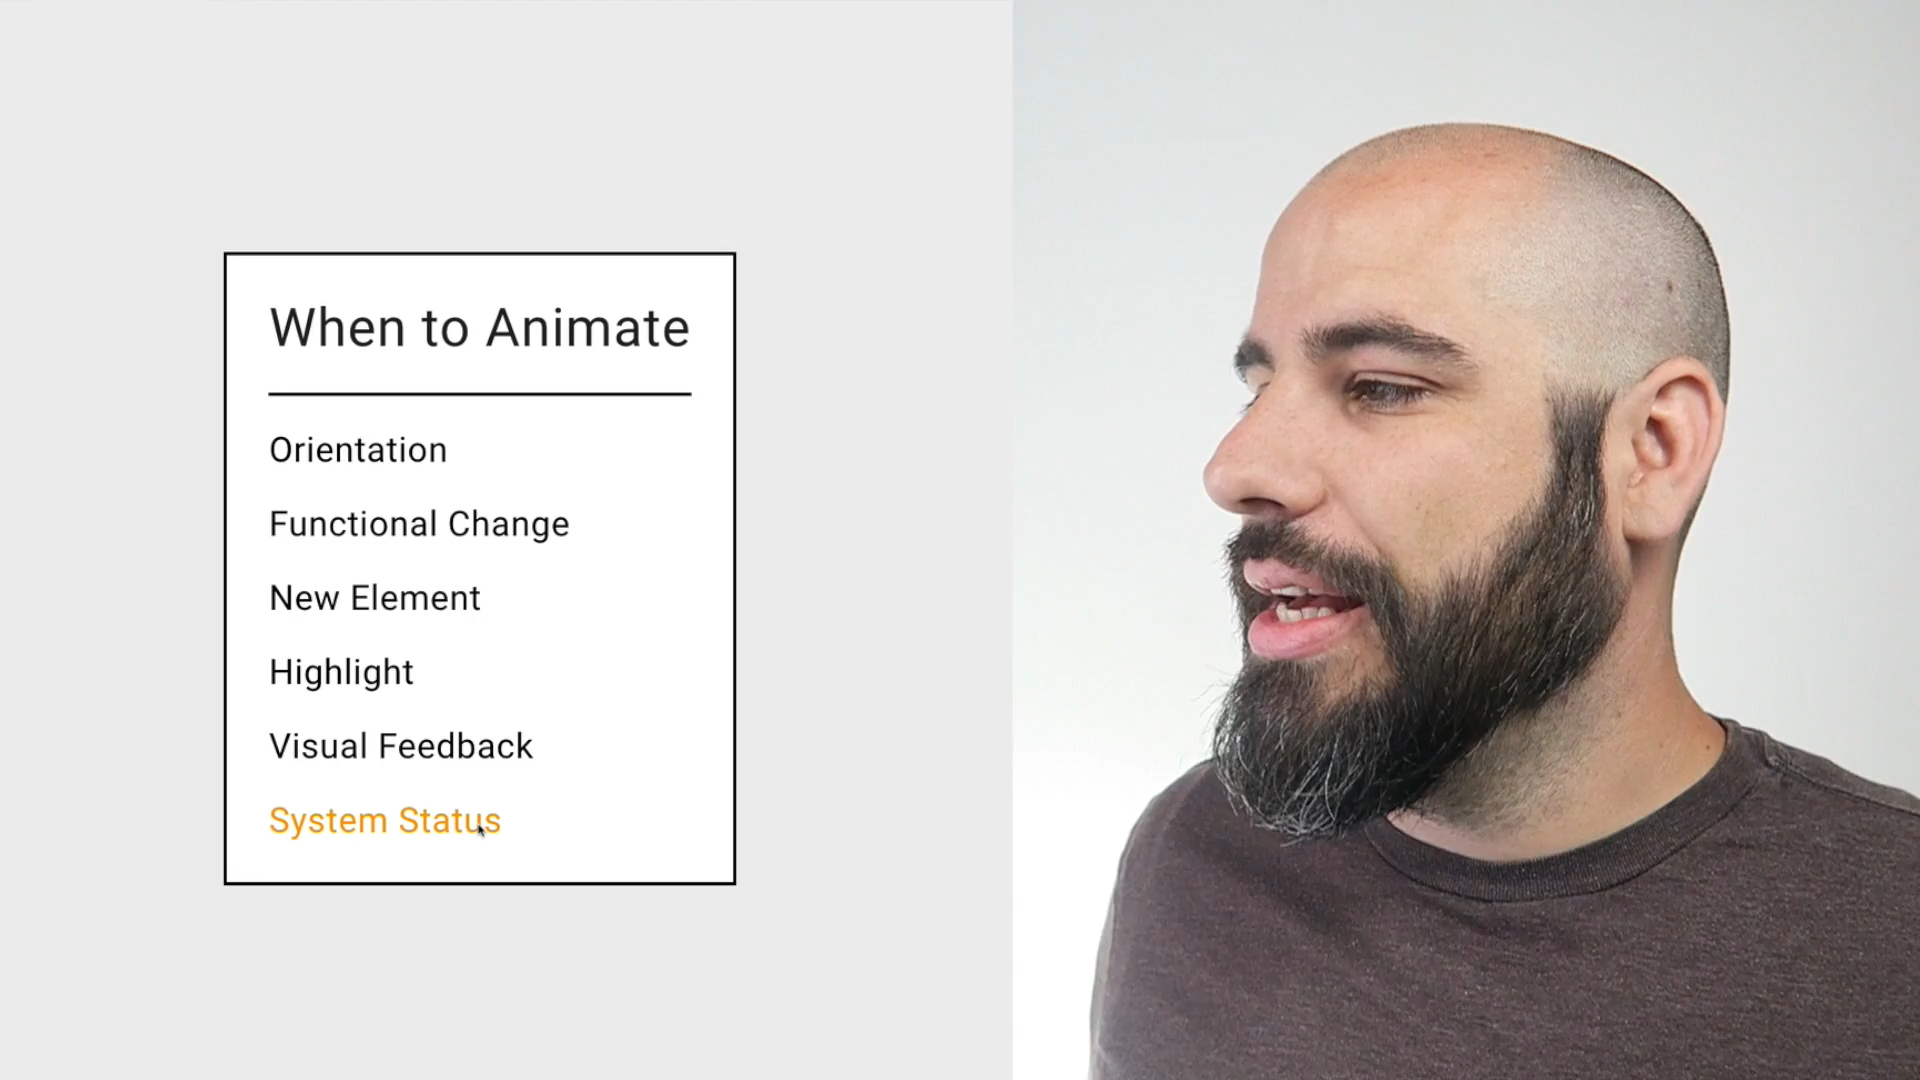 When to Animate
Orientation
Functional Change
New Element
Highlight
Visual Feedback
System Status